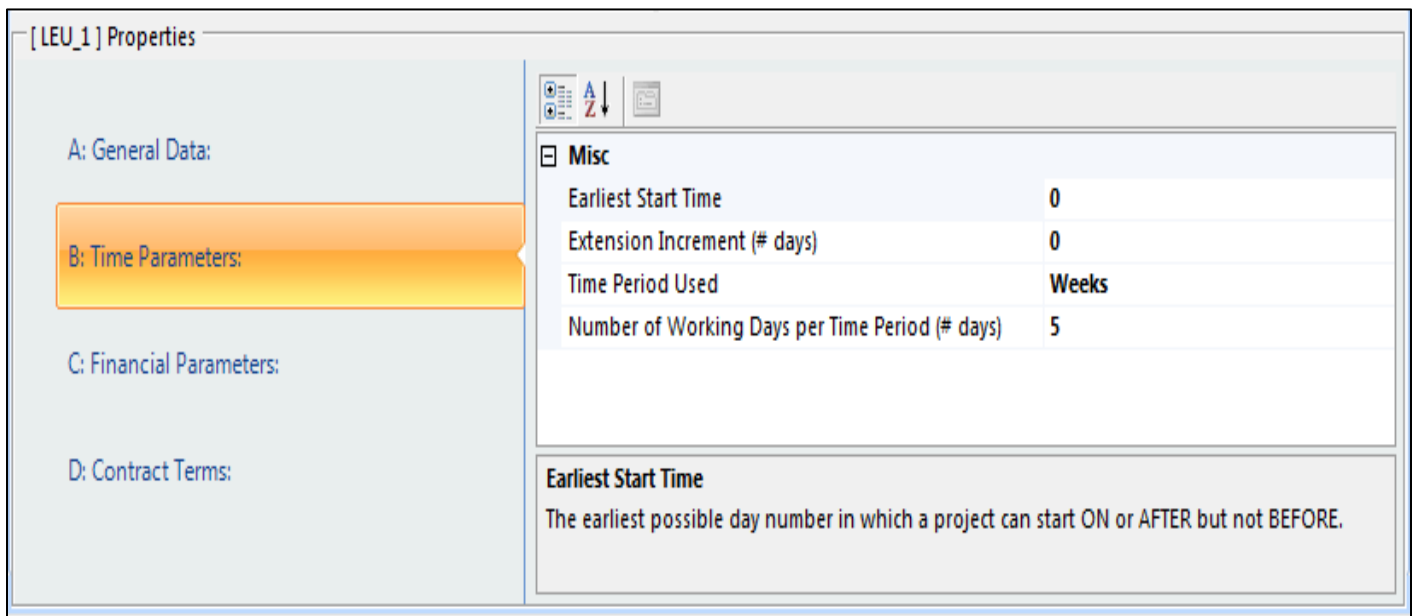 [ LEU_1 ] Properties
A: General Data:
B: Time Parameters:
C: Financial Parameters:
D: Contract Terms:
A
Z
Misc
Earliest Start Time 0
Extension Increment (# days) 0
Time Period Used Weeks
Number of Working Days per Time Period (# days) 5
Earliest Start Time
The earliest possible day number in which a project can start ON or AFTER but not BEFORE.